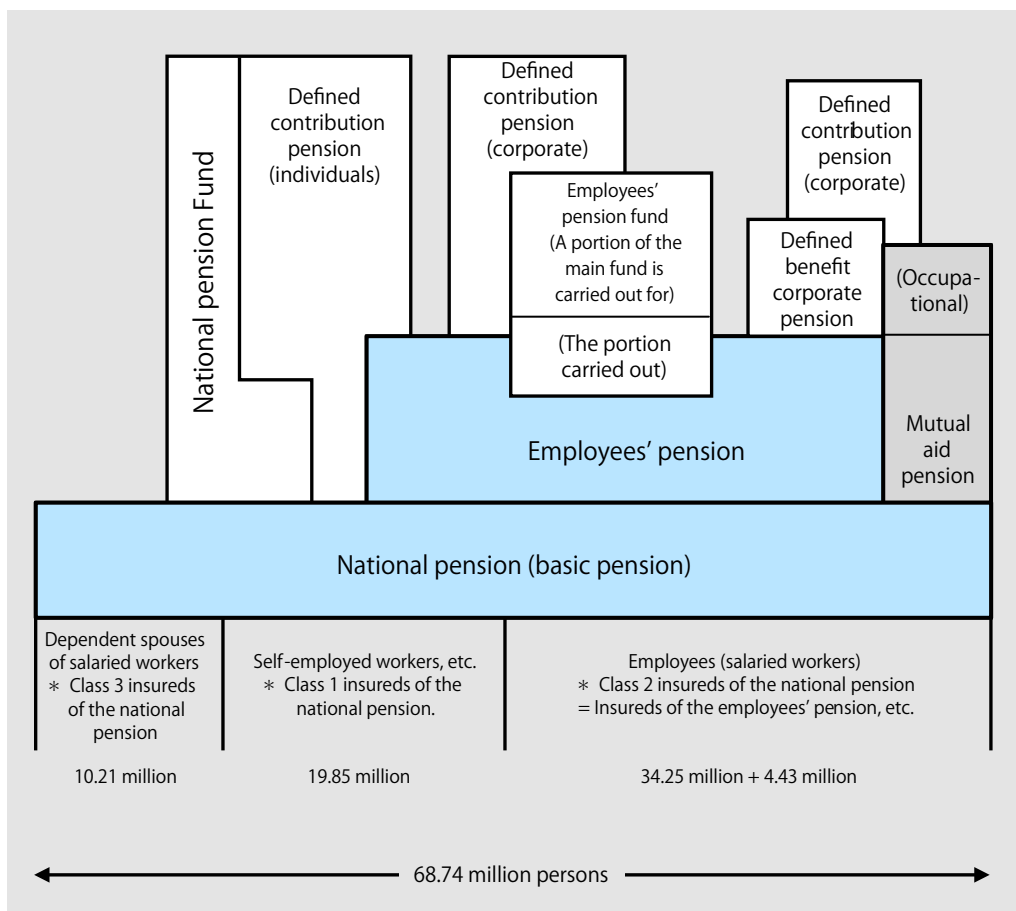 National pension Fund
Defined
contribution
pension
(individuals)
Defined
contribution
pension
(corporate)
Employees’
pension fund
(A portion of the
main fund is
carried out for)
(The portion
carried out)
Defined
contribution
pension
(corporate)
Defined
benefit
corporate
pension
(Occupa-
tional)
Mutual
aid
pension
Employees’ pension
National pension (basic pension)
Dependent spouses
of salaried workers
* Class 3 insureds
of the national
pension
Self-employed workers, etc.
* Class 1 insureds of the
national pension.
Employees (salaried workers)
* Class 2 insureds of the national pension
= Insureds of the employees’ pension, etc.
10.21 million
19.85 million
34.25 million + 4.43 million
68.74 million persons